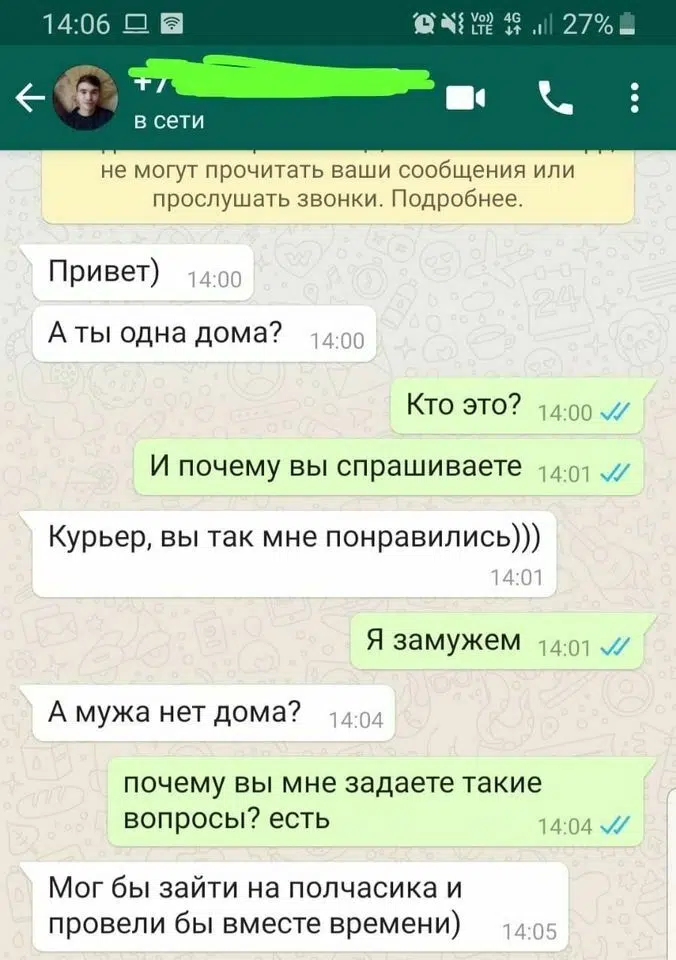 14:06 Vo)) LTE 4G 27%
+7
в сети
не могут прочитать ваши сообщения или
прослушать звонки. Подробнее.
Привет) 14:00
А ты одна дома? 14:00
Кто это? 14:00
И почему вы спрашиваете 14:01
Курьер, вы так мне понравились)))
14:01
Я замужем 14:01
А мужа нет дома? 14:04
почему вы мне задаете такие
вопросы? есть 14:04
Мог бы зайти на полчасика и
провели бы вместе времени) 14:05